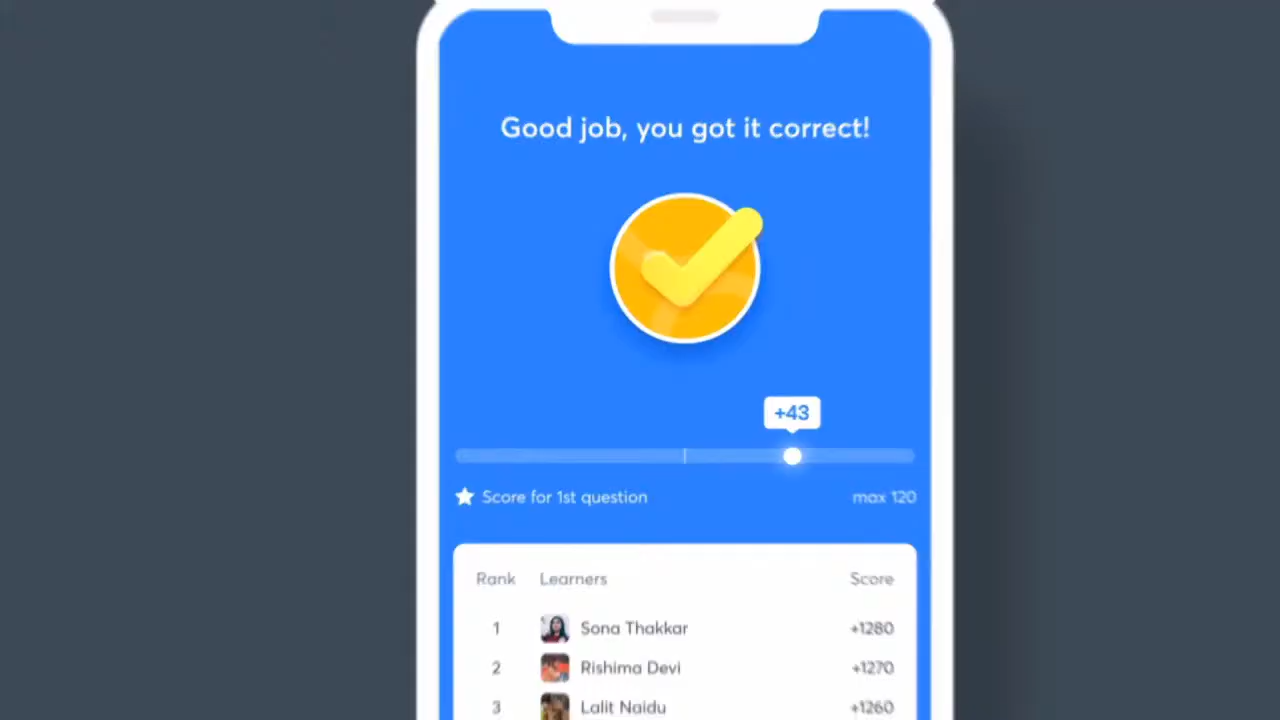 Good job, you got it correct!
+43
Score for 1st question max 120
Rank Learners Score
1 Sona Thakkar +1280
2 Rishima Devi +1270
3 Lalit Naidu +1260